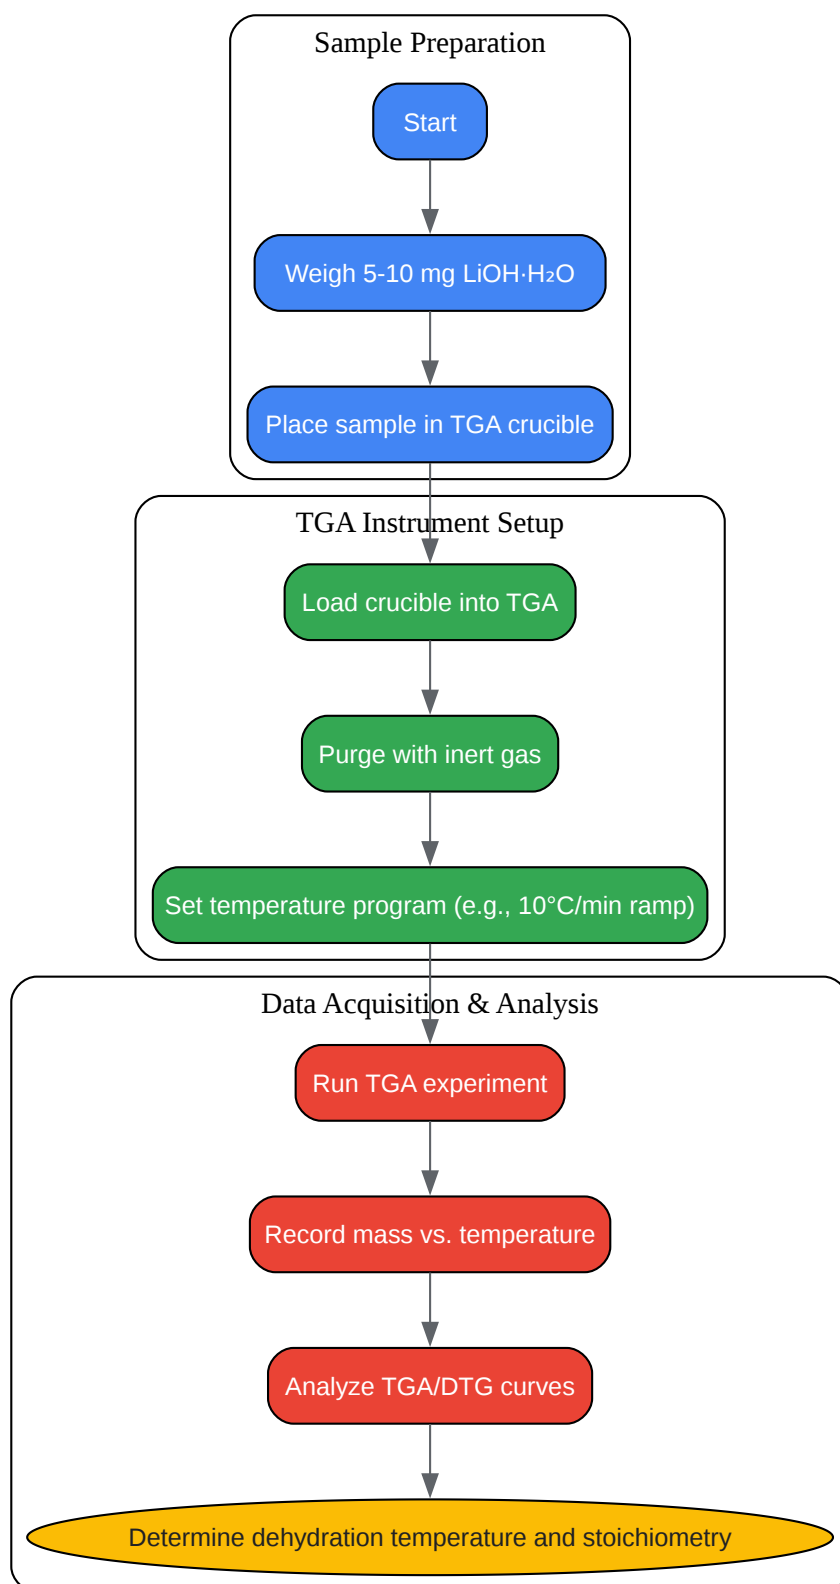 Sample Preparation
Start
Weigh 5-10 mg LiOH·H₂O
Place sample in TGA crucible
TGA Instrument Setup
Load crucible into TGA
Purge with inert gas
Set temperature program (e.g., 10°C/min ramp)
Data Acquisition & Analysis
Run TGA experiment
Record mass vs. temperature
Analyze TGA/DTG curves
Determine dehydration temperature and stoichiometry